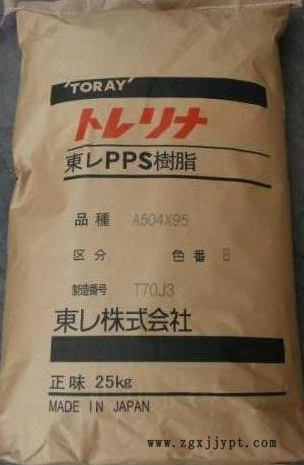 'TORAY'
トレリナ
東レPPS樹脂
品種 A504X95
区分 色番 B
製造番号 T70J3
東レ株式会社
正味 25kg
MADE IN JAPAN
www.zgxjjypt.com